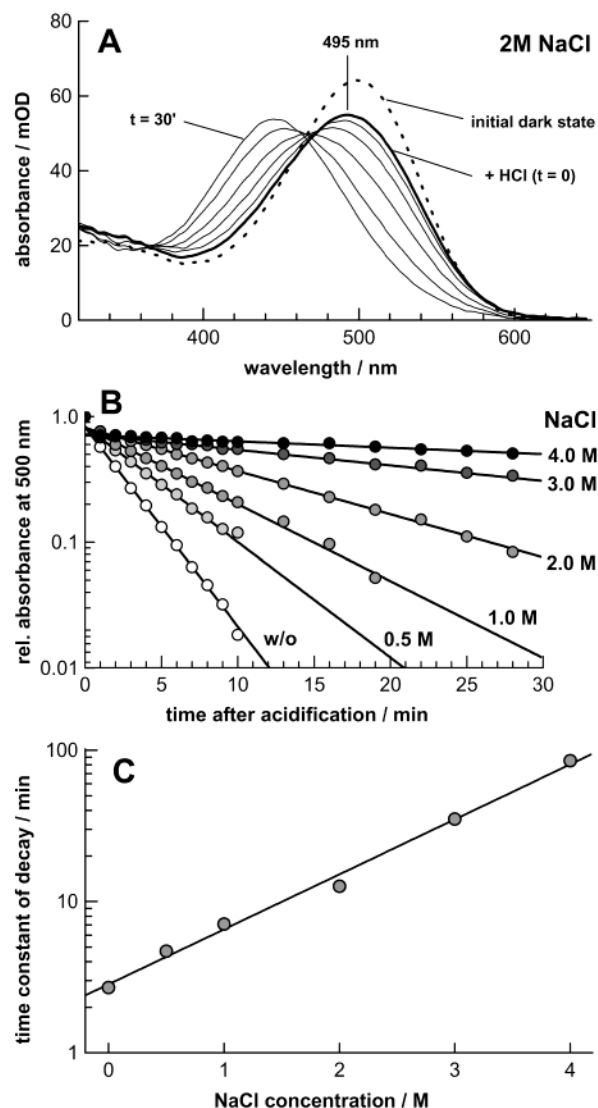 A
2M NaCl
495 nm
t = 30'
initial dark state
+ HCl (t = 0)
80
60
40
20
0
400
500
600
absorbance / mOD
wavelength / nm
B
NaCl
1.0
0.1
0.01
4.0 M
3.0 M
2.0 M
1.0 M
0.5 M
w/o
0
5
10
15
20
25
30
rel. absorbance at 500 nm
time after acidification / min
C
100
10
1
0
1
2
3
4
time constant of decay / min
NaCl concentration / M